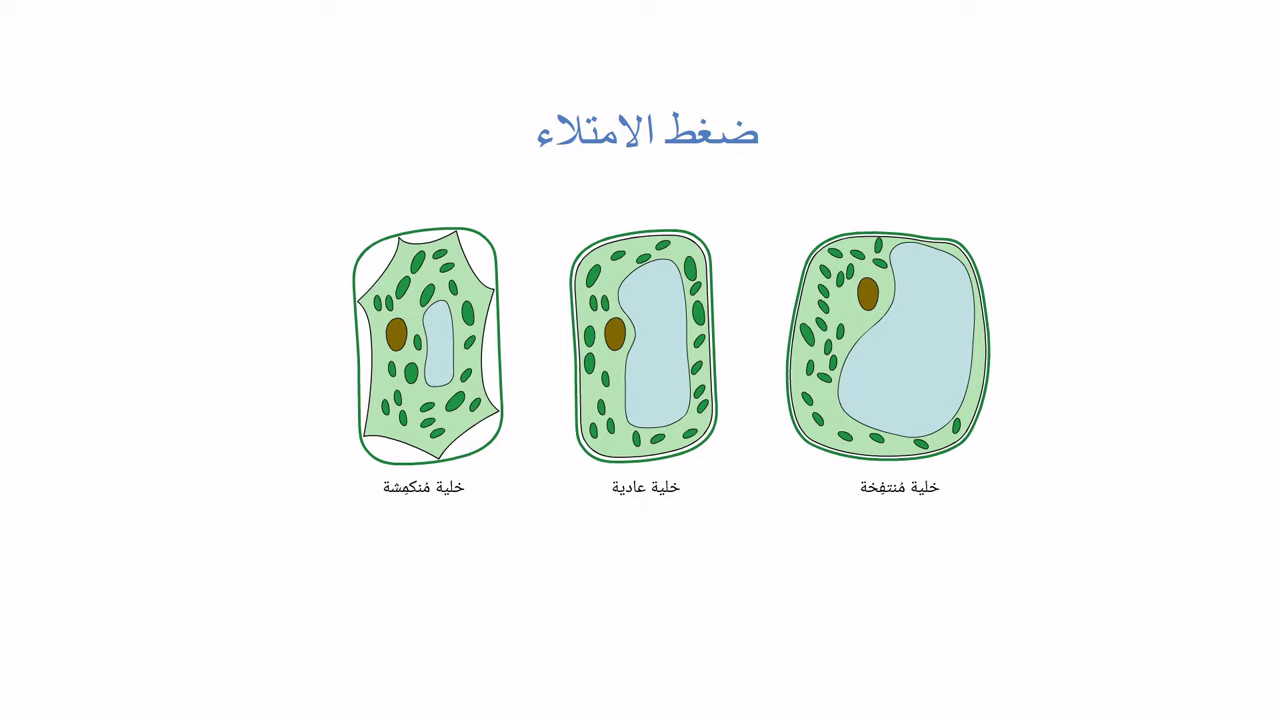 ضغط الامتلاء
خلية مُنتفِخة
خلية عادية
خلية مُنكمِشة